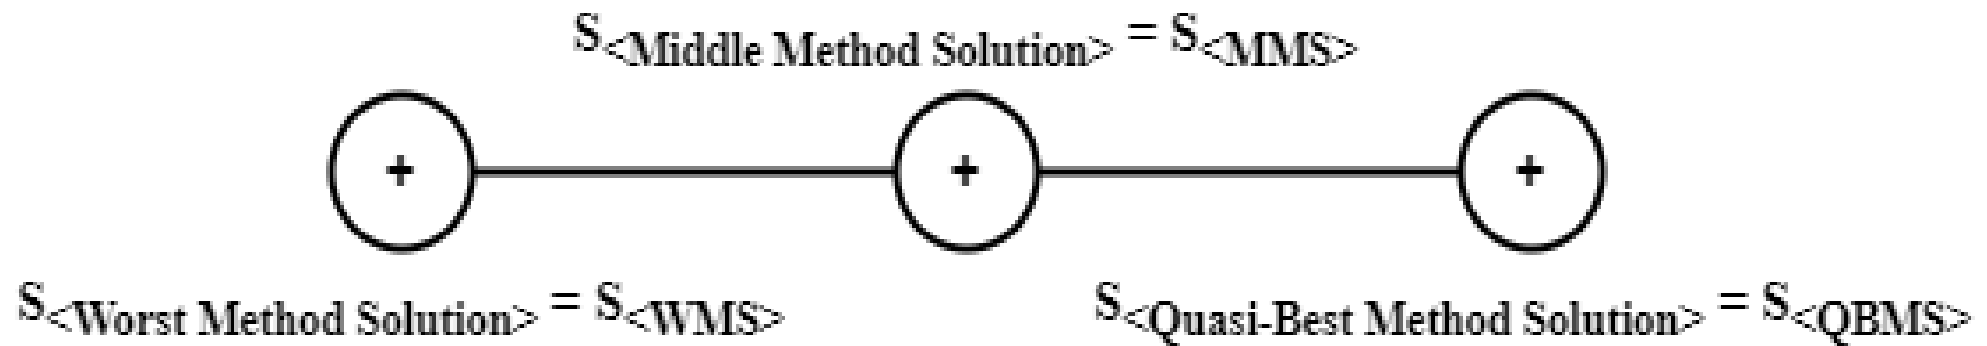 S<Middle Method Solution> = S<MMS>
+ + +
S<Worst Method Solution> = S<WMS>
S<Quasi-Best Method Solution> = S<QBMS>